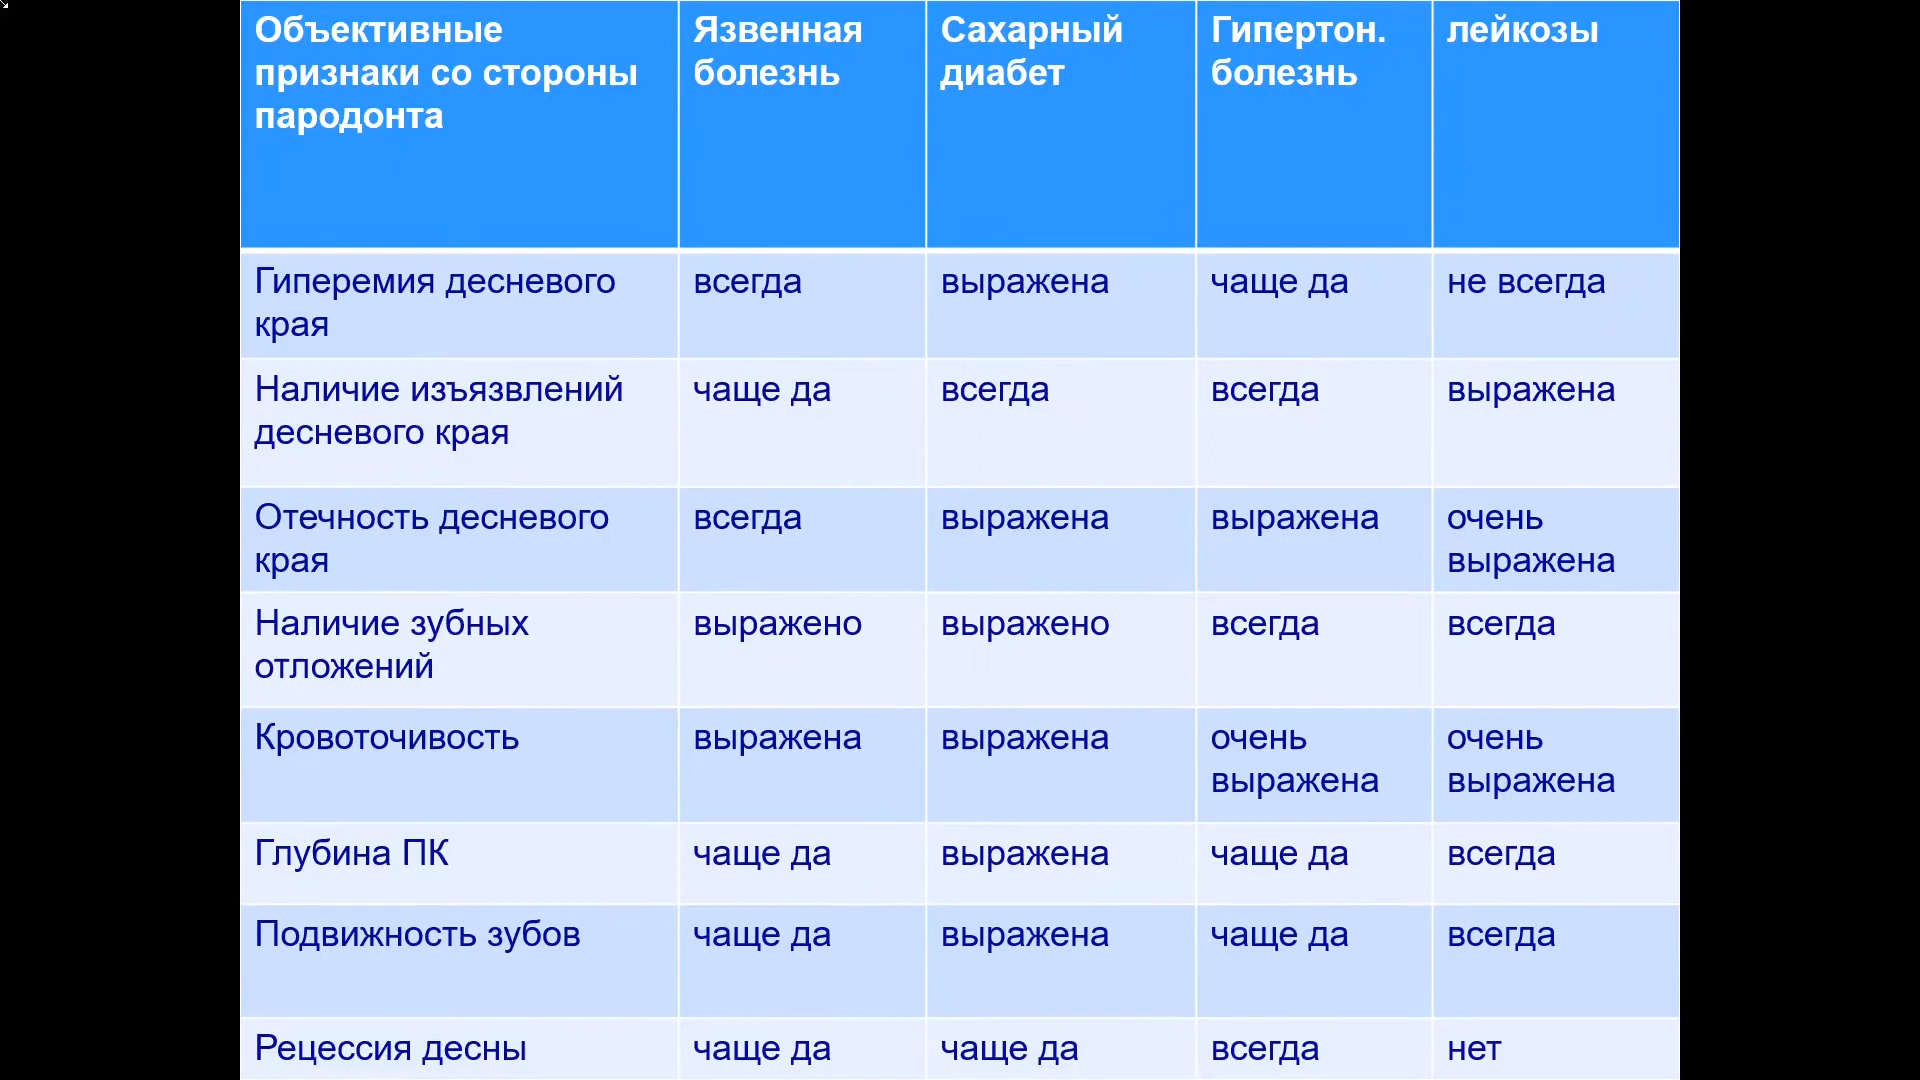 Объективные
признаки со стороны
пародонта
Язвенная
болезнь
Сахарный
диабет
Гипертон.
болезнь
лейкозы
Гиперемия десневого
края
всегда
выражена
чаще да
не всегда
Наличие изъязвлений
десневого края
чаще да
всегда
всегда
выражена
Отечность десневого
края
всегда
выражена
выражена
очень
выражена
Наличие зубных
отложений
выражено
выражено
всегда
всегда
Кровоточивость
выражена
выражена
очень
выражена
очень
выражена
Глубина ПК
чаще да
выражена
чаще да
всегда
Подвижность зубов
чаще да
выражена
чаще да
всегда
Рецессия десны
чаще да
чаще да
всегда
нет